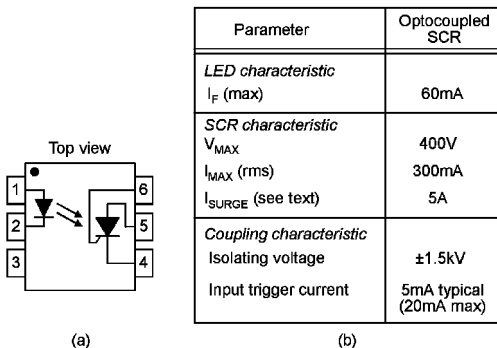 Top view
1
2
3
6
5
4
(a)
Parameter
Optocoupled
SCR
LED characteristic
I_F (max)
60mA
SCR characteristic
V_MAX
400V
I_MAX (rms)
300mA
I_SURGE (see text)
5A
Coupling characteristic
Isolating voltage
±1.5kV
Input trigger current
5mA typical
(20mA max)
(b)